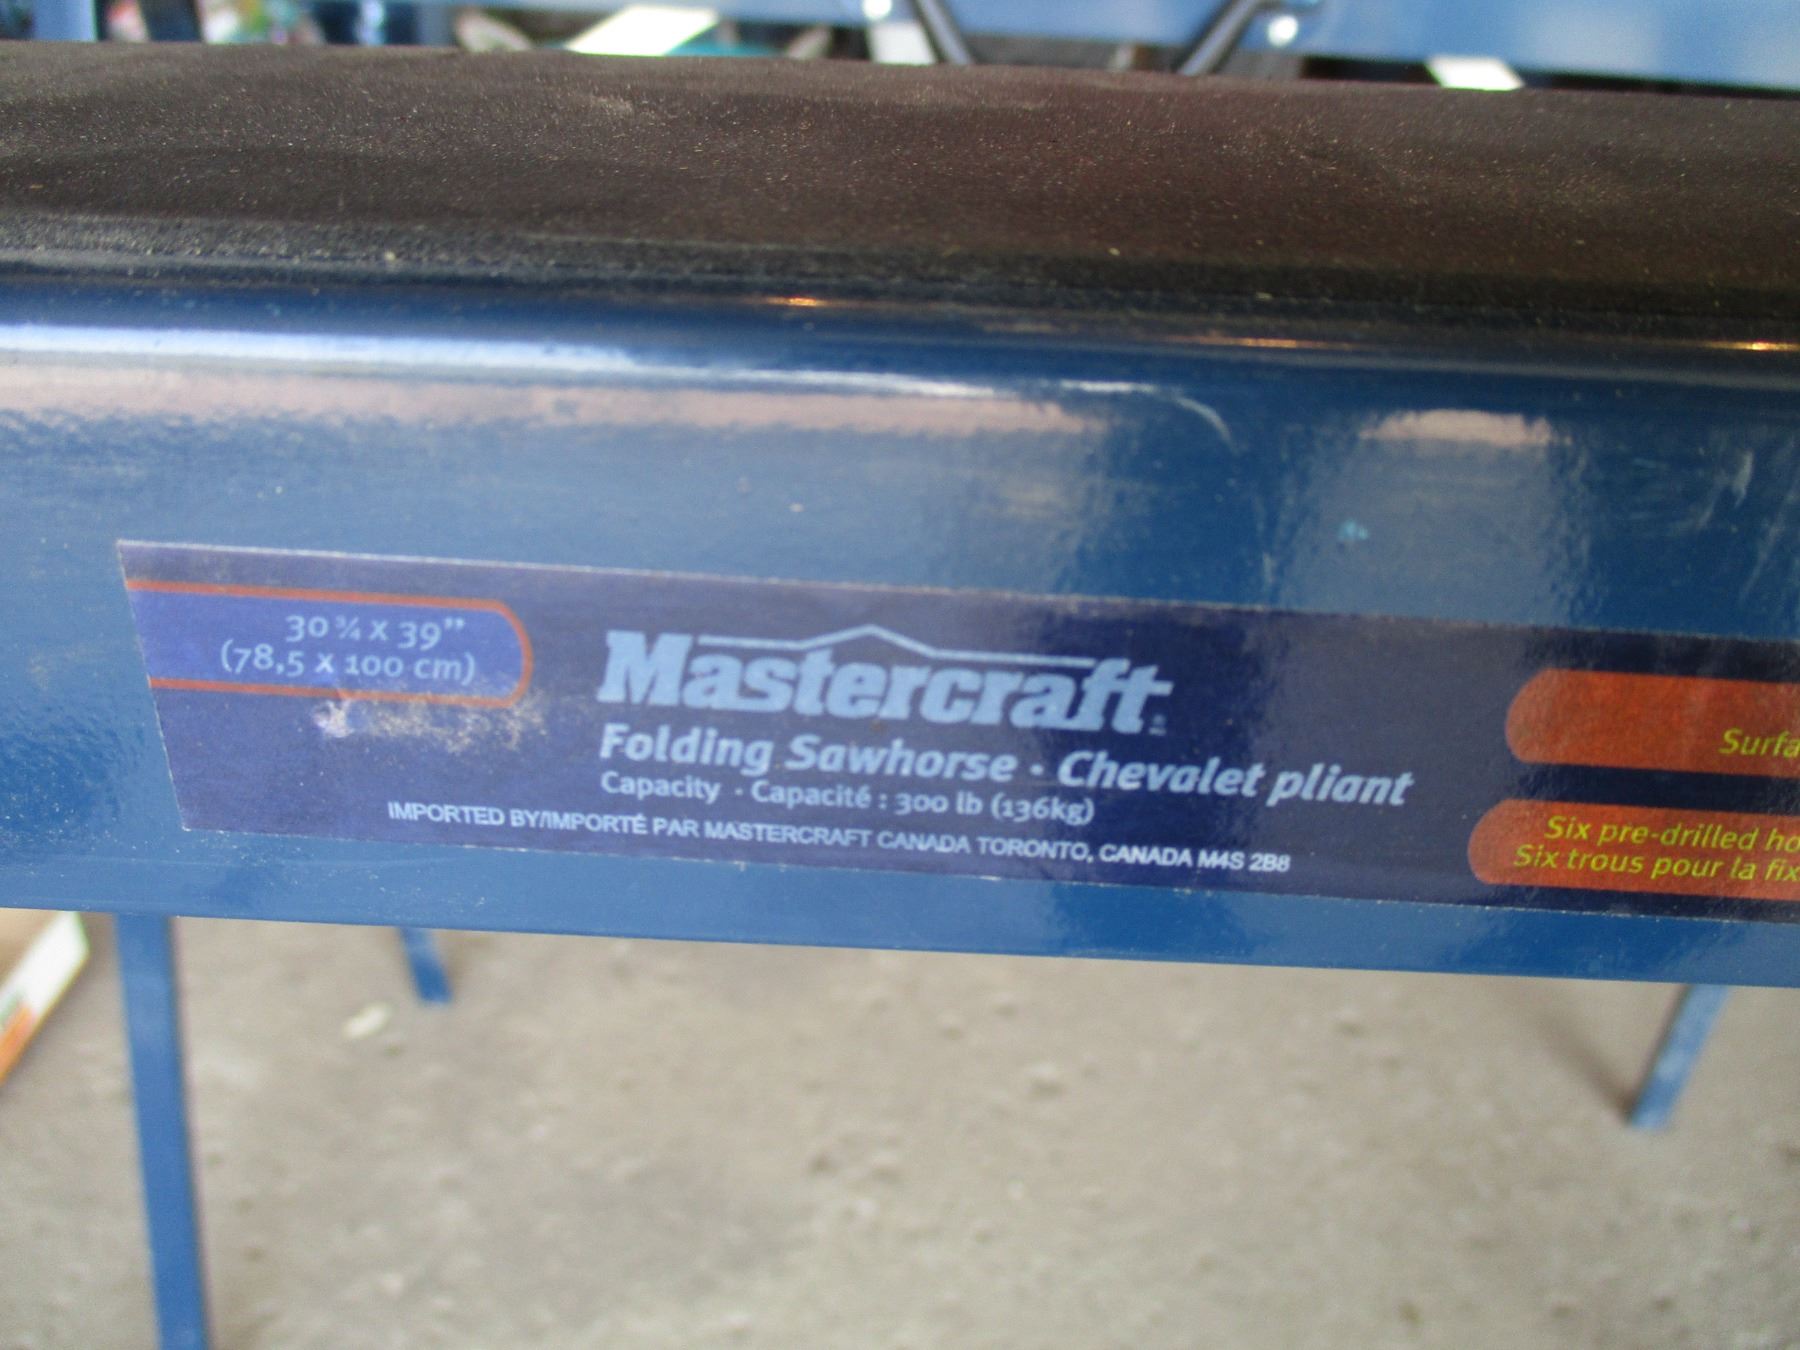 30 ¾ x 39”
(78,5 x 100 cm)
Mastercraft
Folding Sawhorse · Chevalet pliant
Capacity · Capacité : 300 lb (136kg)
IMPORTED BY/IMPORTÉ PAR MASTERCRAFT CANADA TORONTO, CANADA M4S 2B8
Surfa
Six pre-drilled ho
Six trous pour la fix